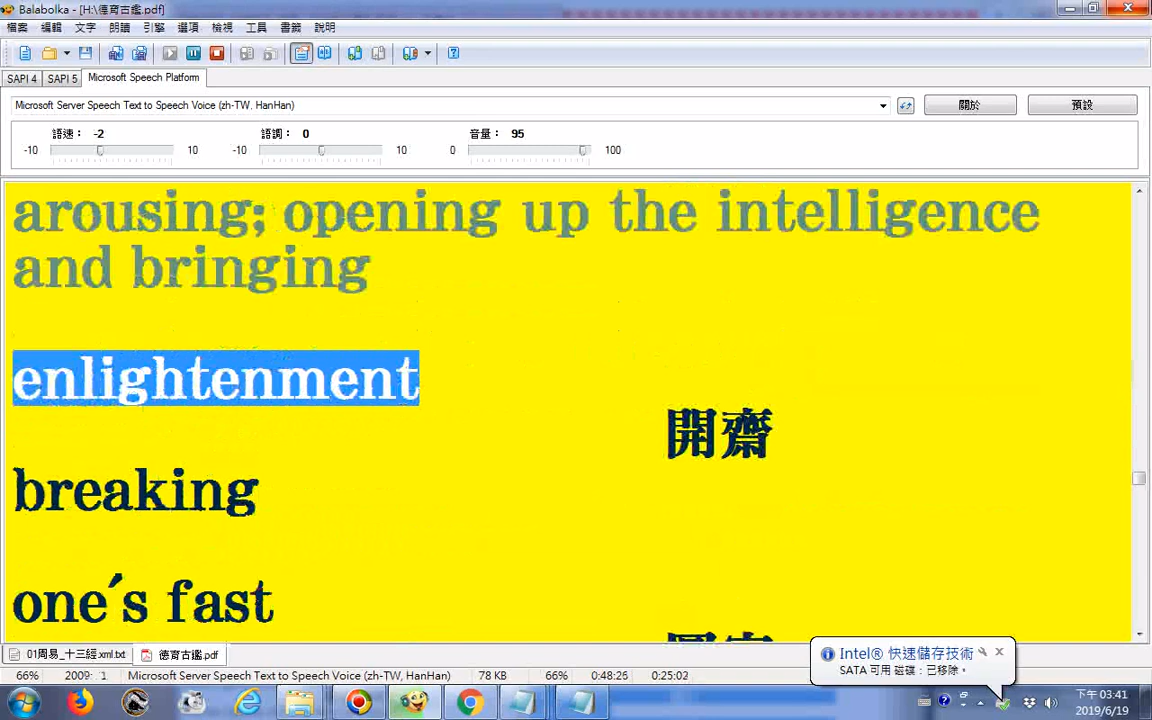 Balabolka - [H:\德育古鑑.pdf]
檔案 編輯 文字 朗讀 引擎 選項 檢視 工具 書籤 說明
SAPI 4 SAPI 5 Microsoft Speech Platform
Microsoft Server Speech Text to Speech Voice (zh-TW, HanHan) 關於 預設
語速： -2 語調： 0 音量： 95
-10 10 -10 10 0 100
arousing; opening up the intelligence
and bringing
enlightenment
開齋
breaking
one's fast
Intel® 快速儲存技術
SATA 可用 磁碟：已移除。
01周易_十三經.xml.txt 德育古鑑.pdf
66% 2009: 1 Microsoft Server Speech Text to Speech Voice (zh-TW, HanHan) 78 KB 66% 0:48:26 0:25:02
下午 03:41
2019/6/19